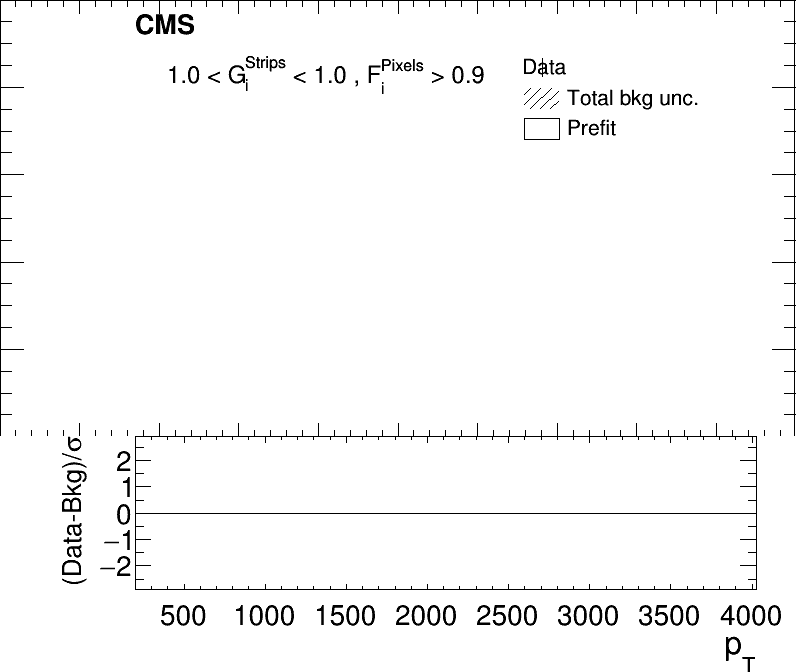 CMS
1.0 < G_i^Strips < 1.0 , F_i^Pixels > 0.9
Data
Total bkg unc.
Prefit
(Data-Bkg)/σ
2
1
0
−1
−2
500 1000 1500 2000 2500 3000 3500 4000
p_T